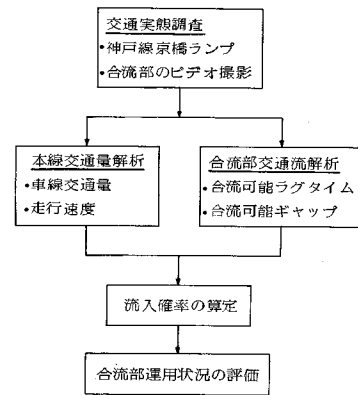 交通実態調査
•神戸線京橋ランプ
•合流部のビデオ撮影
本線交通量解析
•車線交通量
•走行速度
合流部交通流解析
•合流可能ラグタイム
•合流可能ギャップ
流入確率の算定
合流部運用状況の評価